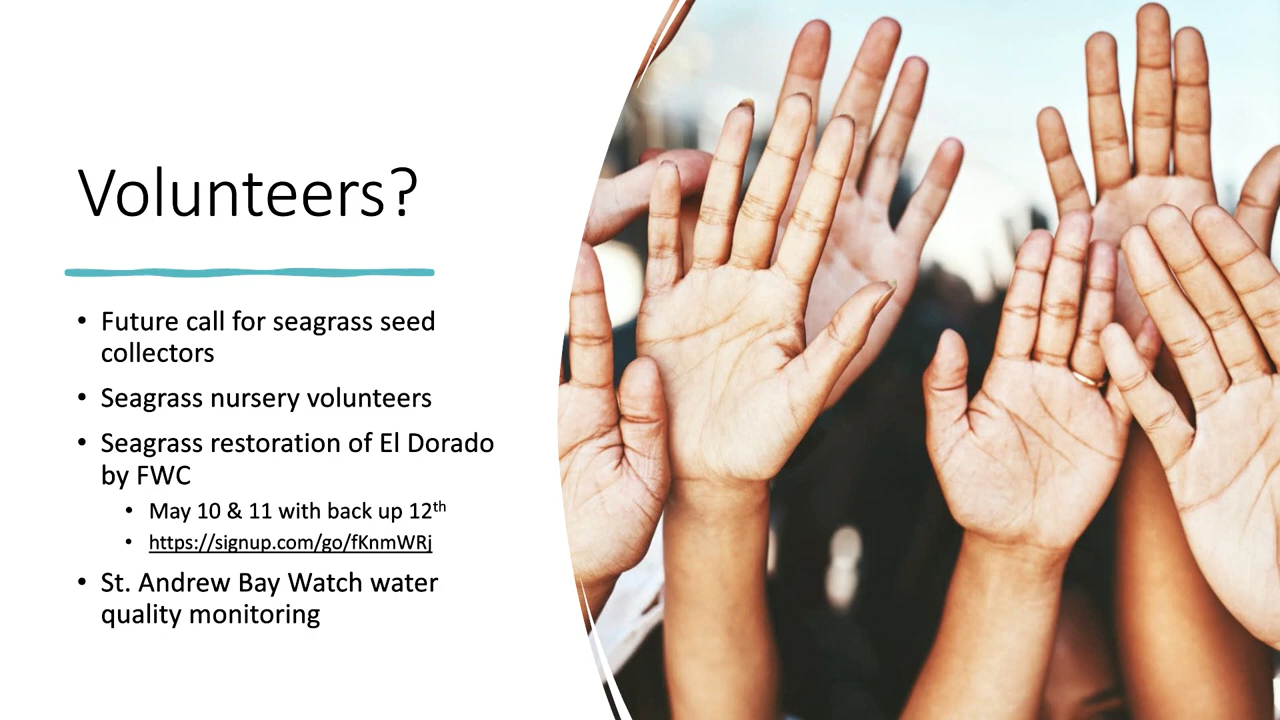 Volunteers?
• Future call for seagrass seed
collectors
• Seagrass nursery volunteers
• Seagrass restoration of El Dorado
by FWC
• May 10 & 11 with back up 12th
• https://signup.com/go/fKnmWRj
• St. Andrew Bay Watch water
quality monitoring